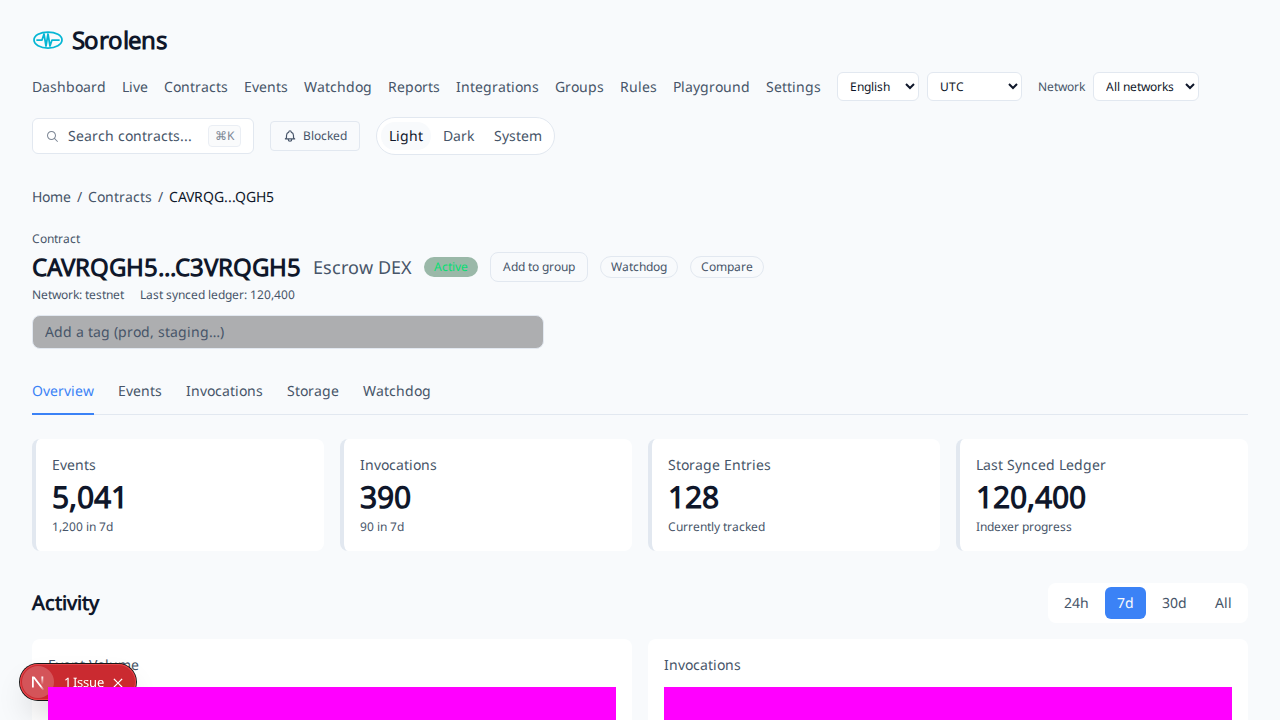 Sorolens
Dashboard Live Contracts Events Watchdog Reports Integrations Groups Rules Playground Settings English UTC Network All networks
Search contracts... ⌘K Blocked Light Dark System
Home / Contracts / CAVRQG...QGH5
Contract
CAVRQGH5...C3VRQGH5 Escrow DEX Active Add to group Watchdog Compare
Network: testnet Last synced ledger: 120,400
Add a tag (prod, staging...)
Overview Events Invocations Storage Watchdog
Events
5,041
1,200 in 7d
Invocations
390
90 in 7d
Storage Entries
128
Currently tracked
Last Synced Ledger
120,400
Indexer progress
Activity 24h 7d 30d All
Event Volume
Invocations
N 1 Issue